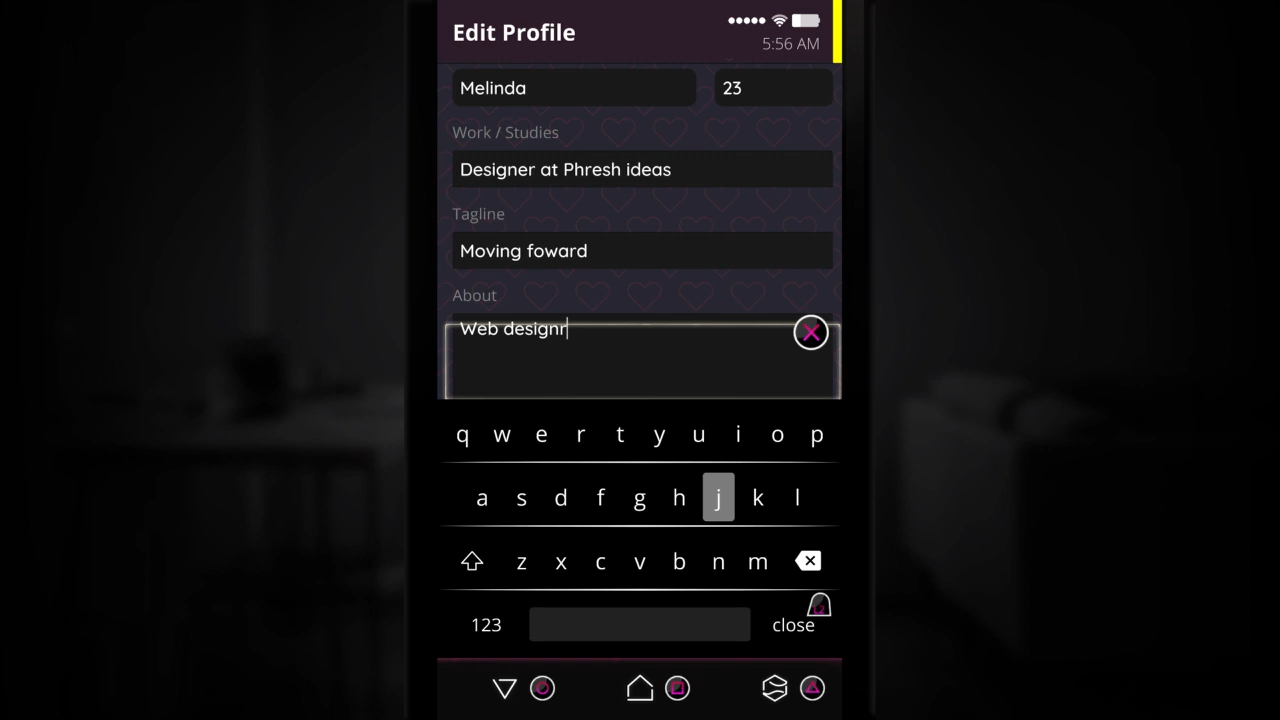 Edit Profile
5:56 AM
Melinda 23
Work / Studies
Designer at Phresh ideas
Tagline
Moving foward
About
Web designr
q w e r t y u i o p
a s d f g h j k l
z x c v b n m
L2
123 close